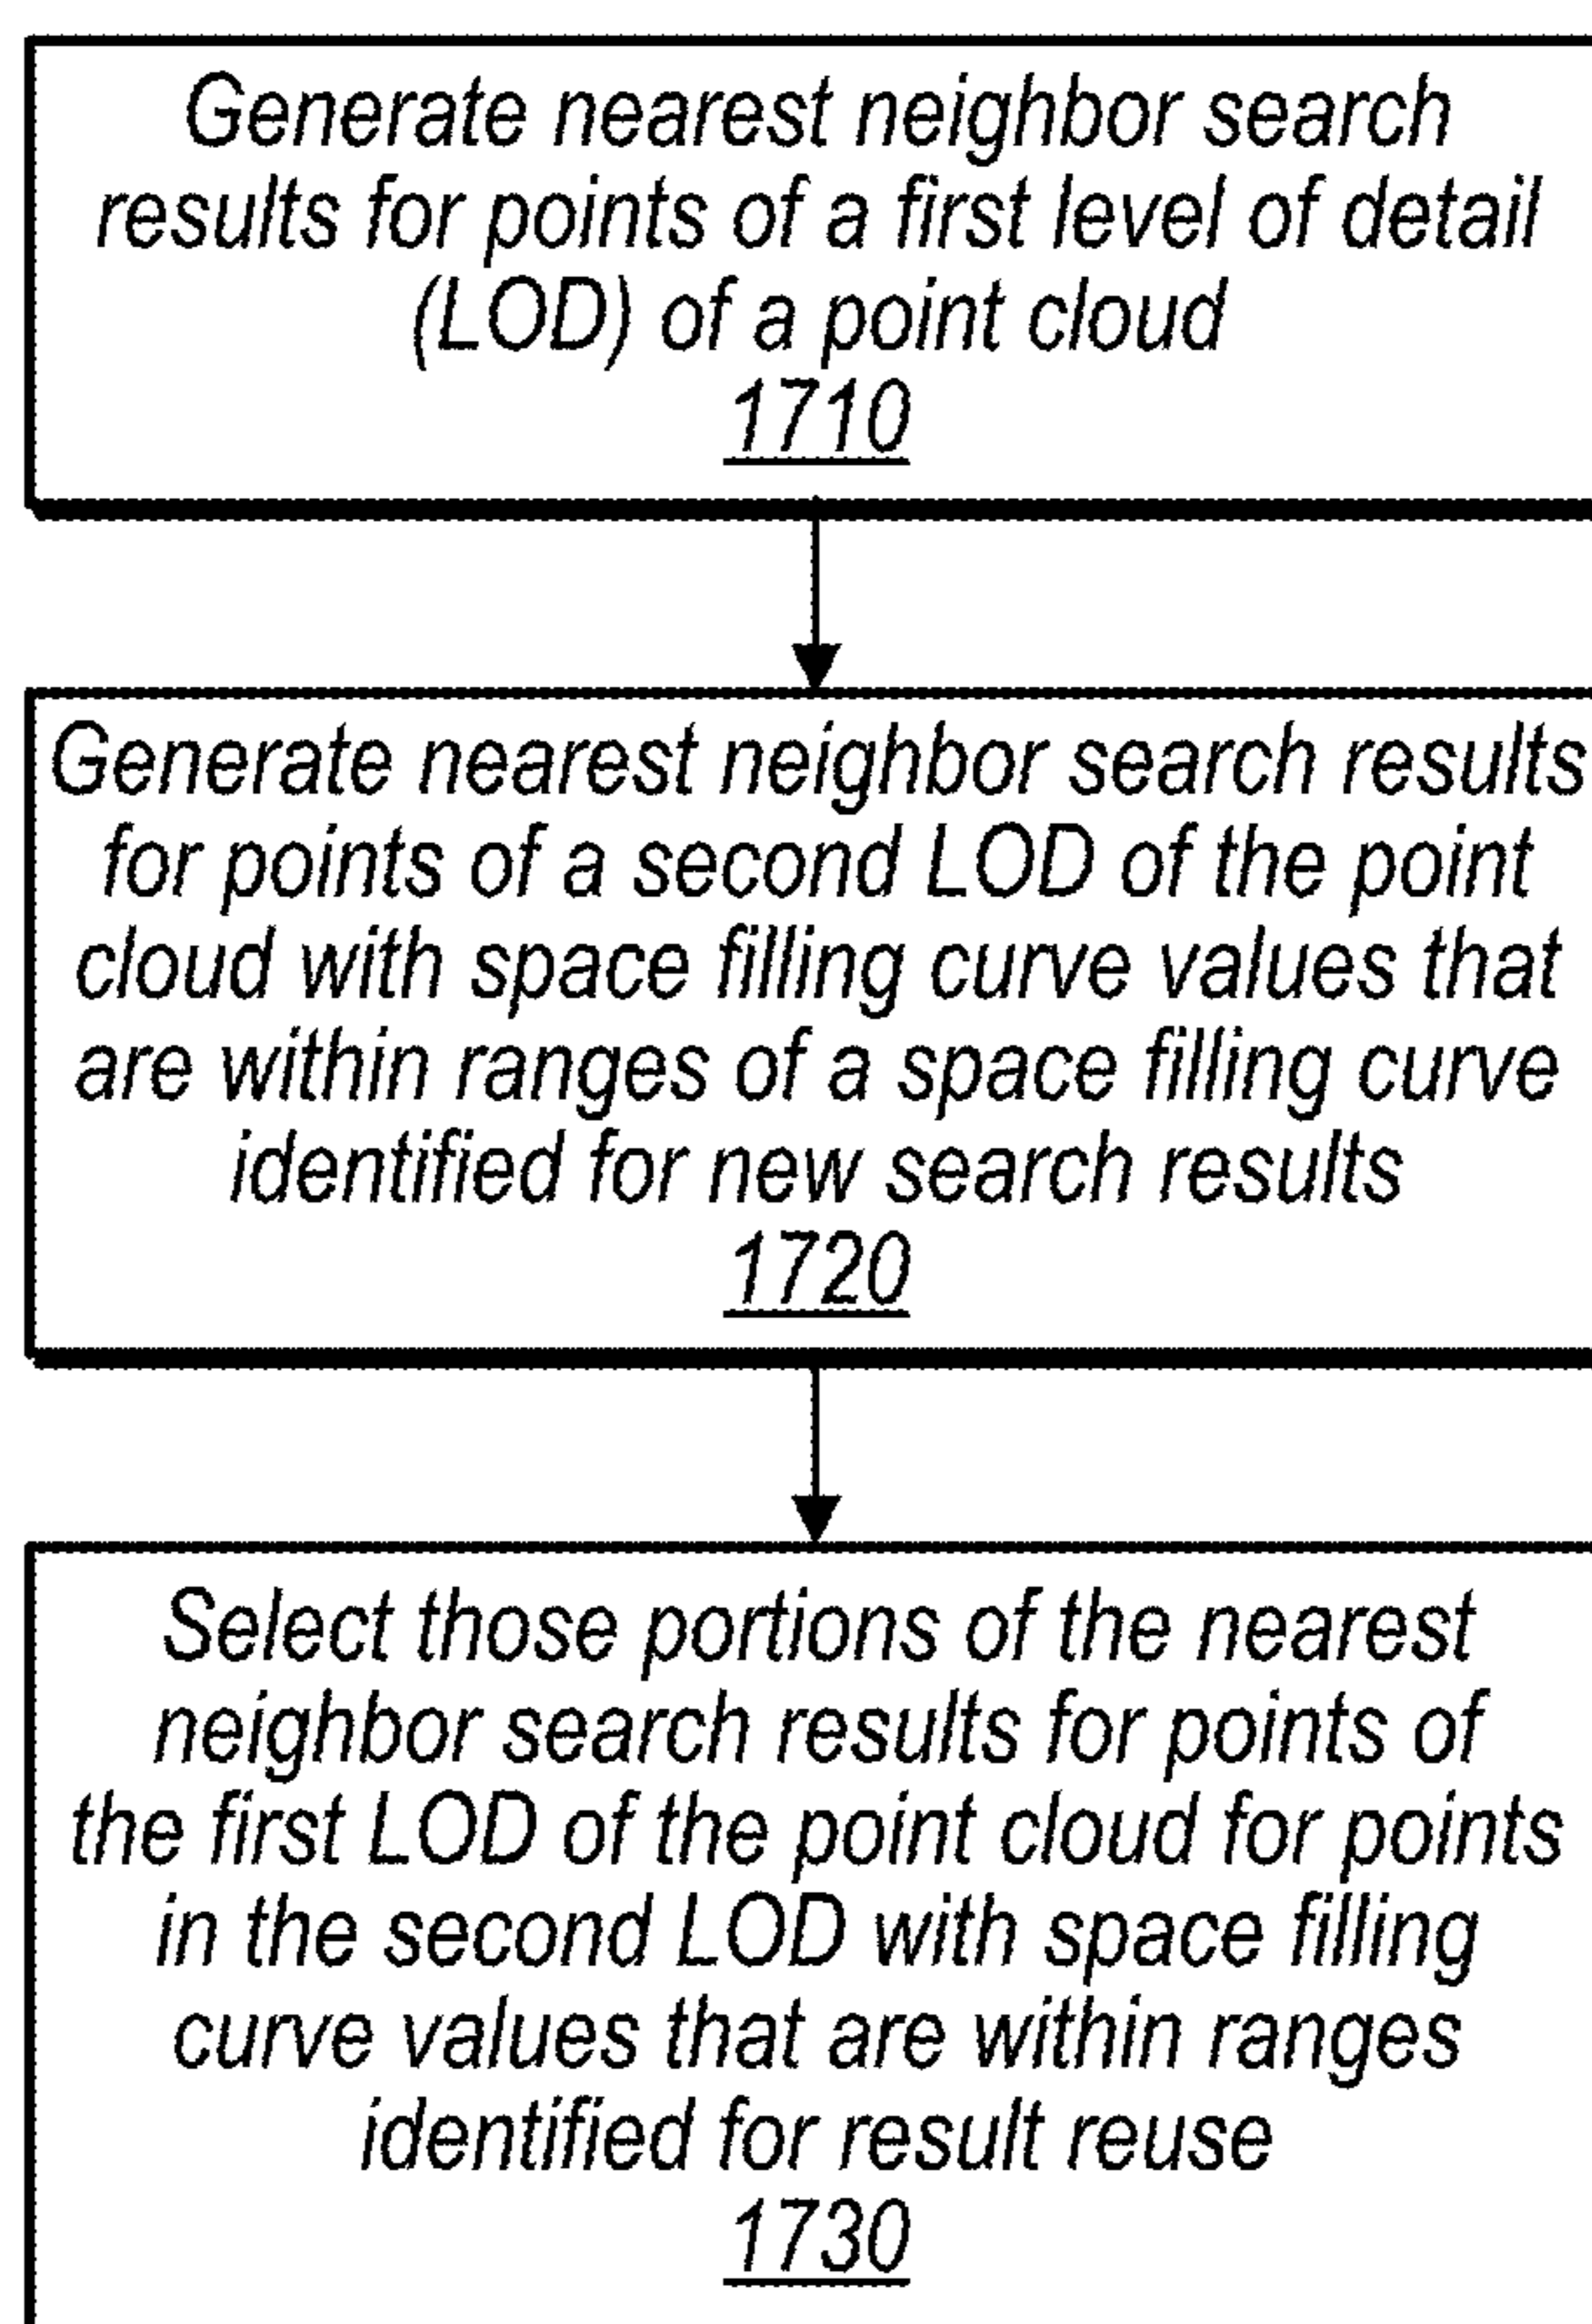 Generate nearest neighbor search
results for points of a first level of detail
(LOD) of a point cloud
1710
Generate nearest neighbor search results
for points of a second LOD of the point
cloud with space filling curve values that
are within ranges of a space filling curve
identified for new search results
1720
Select those portions of the nearest
neighbor search results for points of
the first LOD of the point cloud for points
in the second LOD with space filling
curve values that are within ranges
identified for result reuse
1730